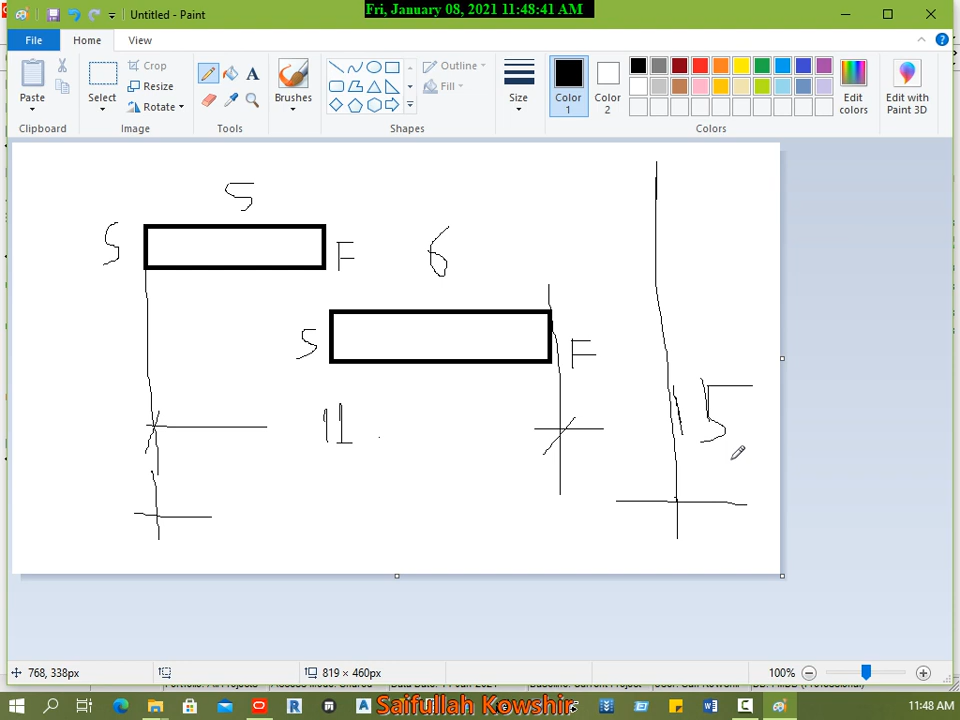 Untitled - Paint
Fri, January 08, 2021 11:48:41 AM
File
Home
View
Paste
Select
Crop
Resize
Rotate
Brushes
Outline
Fill
Size
Color
1
Color
2
Edit
colors
Edit with
Paint 3D
Clipboard
Image
Tools
Shapes
Colors
5
S
F
6
S
F
11
15
768, 338px
819 × 460px
100%
Saifullah Kowshir
11:48 AM